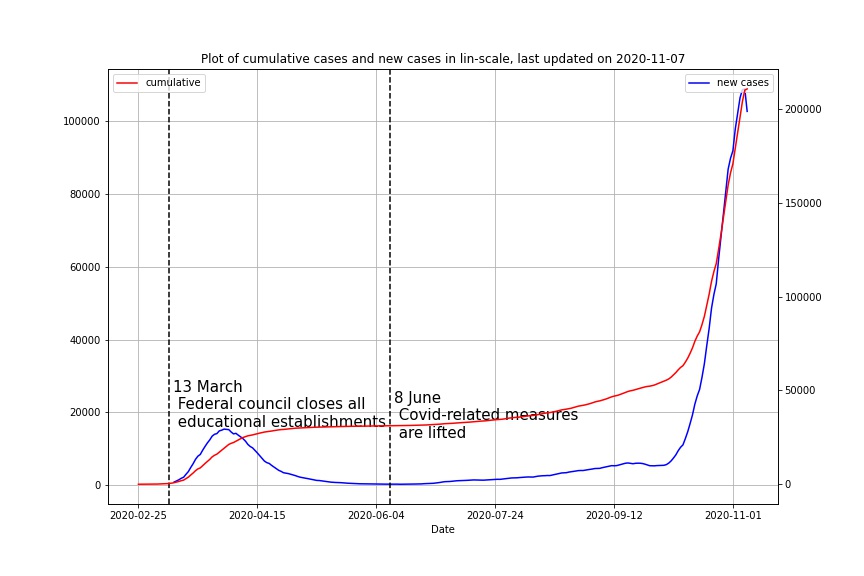 Plot of cumulative cases and new cases in lin-scale, last updated on 2020-11-07
cumulative
new cases
100000
80000
60000
40000
20000
0
200000
150000
100000
50000
0
13 March
Federal council closes all
educational establishments
8 June
Covid-related measures
are lifted
2020-02-25
2020-04-15
2020-06-04
2020-07-24
2020-09-12
2020-11-01
Date